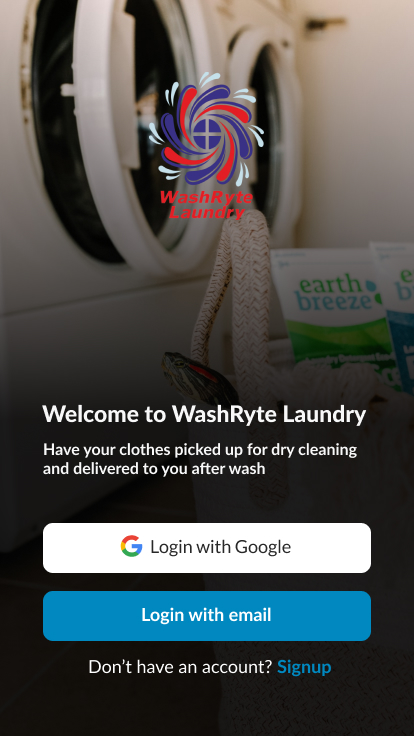 WashRyte
Laundry
earth
breeze
Welcome to WashRyte Laundry
Have your clothes picked up for dry cleaning
and delivered to you after wash
Login with Google
Login with email
Don’t have an account? Signup